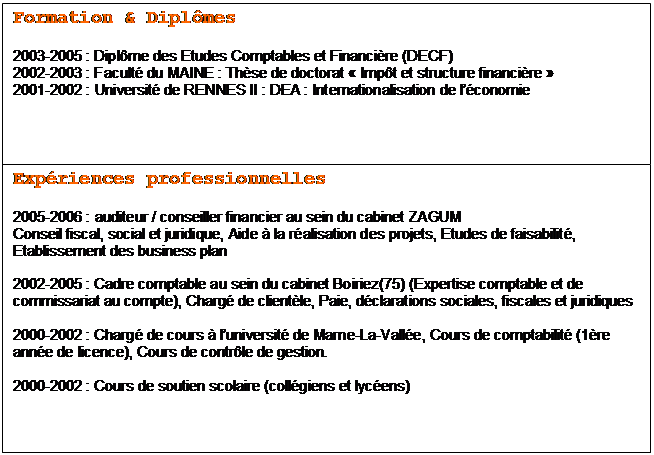 Formation & Diplômes
2003-2005 : Diplôme des Etudes Comptables et Financière (DECF)
2002-2003 : Faculté du MAINE : Thèse de doctorat « Impôt et structure financière »
2001-2002 : Université de RENNES II : DEA : Internationalisation de l'économie
Expériences professionnelles
2005-2006 : auditeur / conseiller financier au sein du cabinet ZAGUM
Conseil fiscal, social et juridique, Aide à la réalisation des projets, Etudes de faisabilité,
Etablissement des business plan
2002-2005 : Cadre comptable au sein du cabinet Boiriez(75) (Expertise comptable et de
commissariat au compte), Chargé de clientèle, Paie, déclarations sociales, fiscales et juridiques
2000-2002 : Chargé de cours à l'université de Marne-La-Vallée, Cours de comptabilité (1ère
année de licence), Cours de contrôle de gestion.
2000-2002 : Cours de soutien scolaire (collégiens et lycéens)